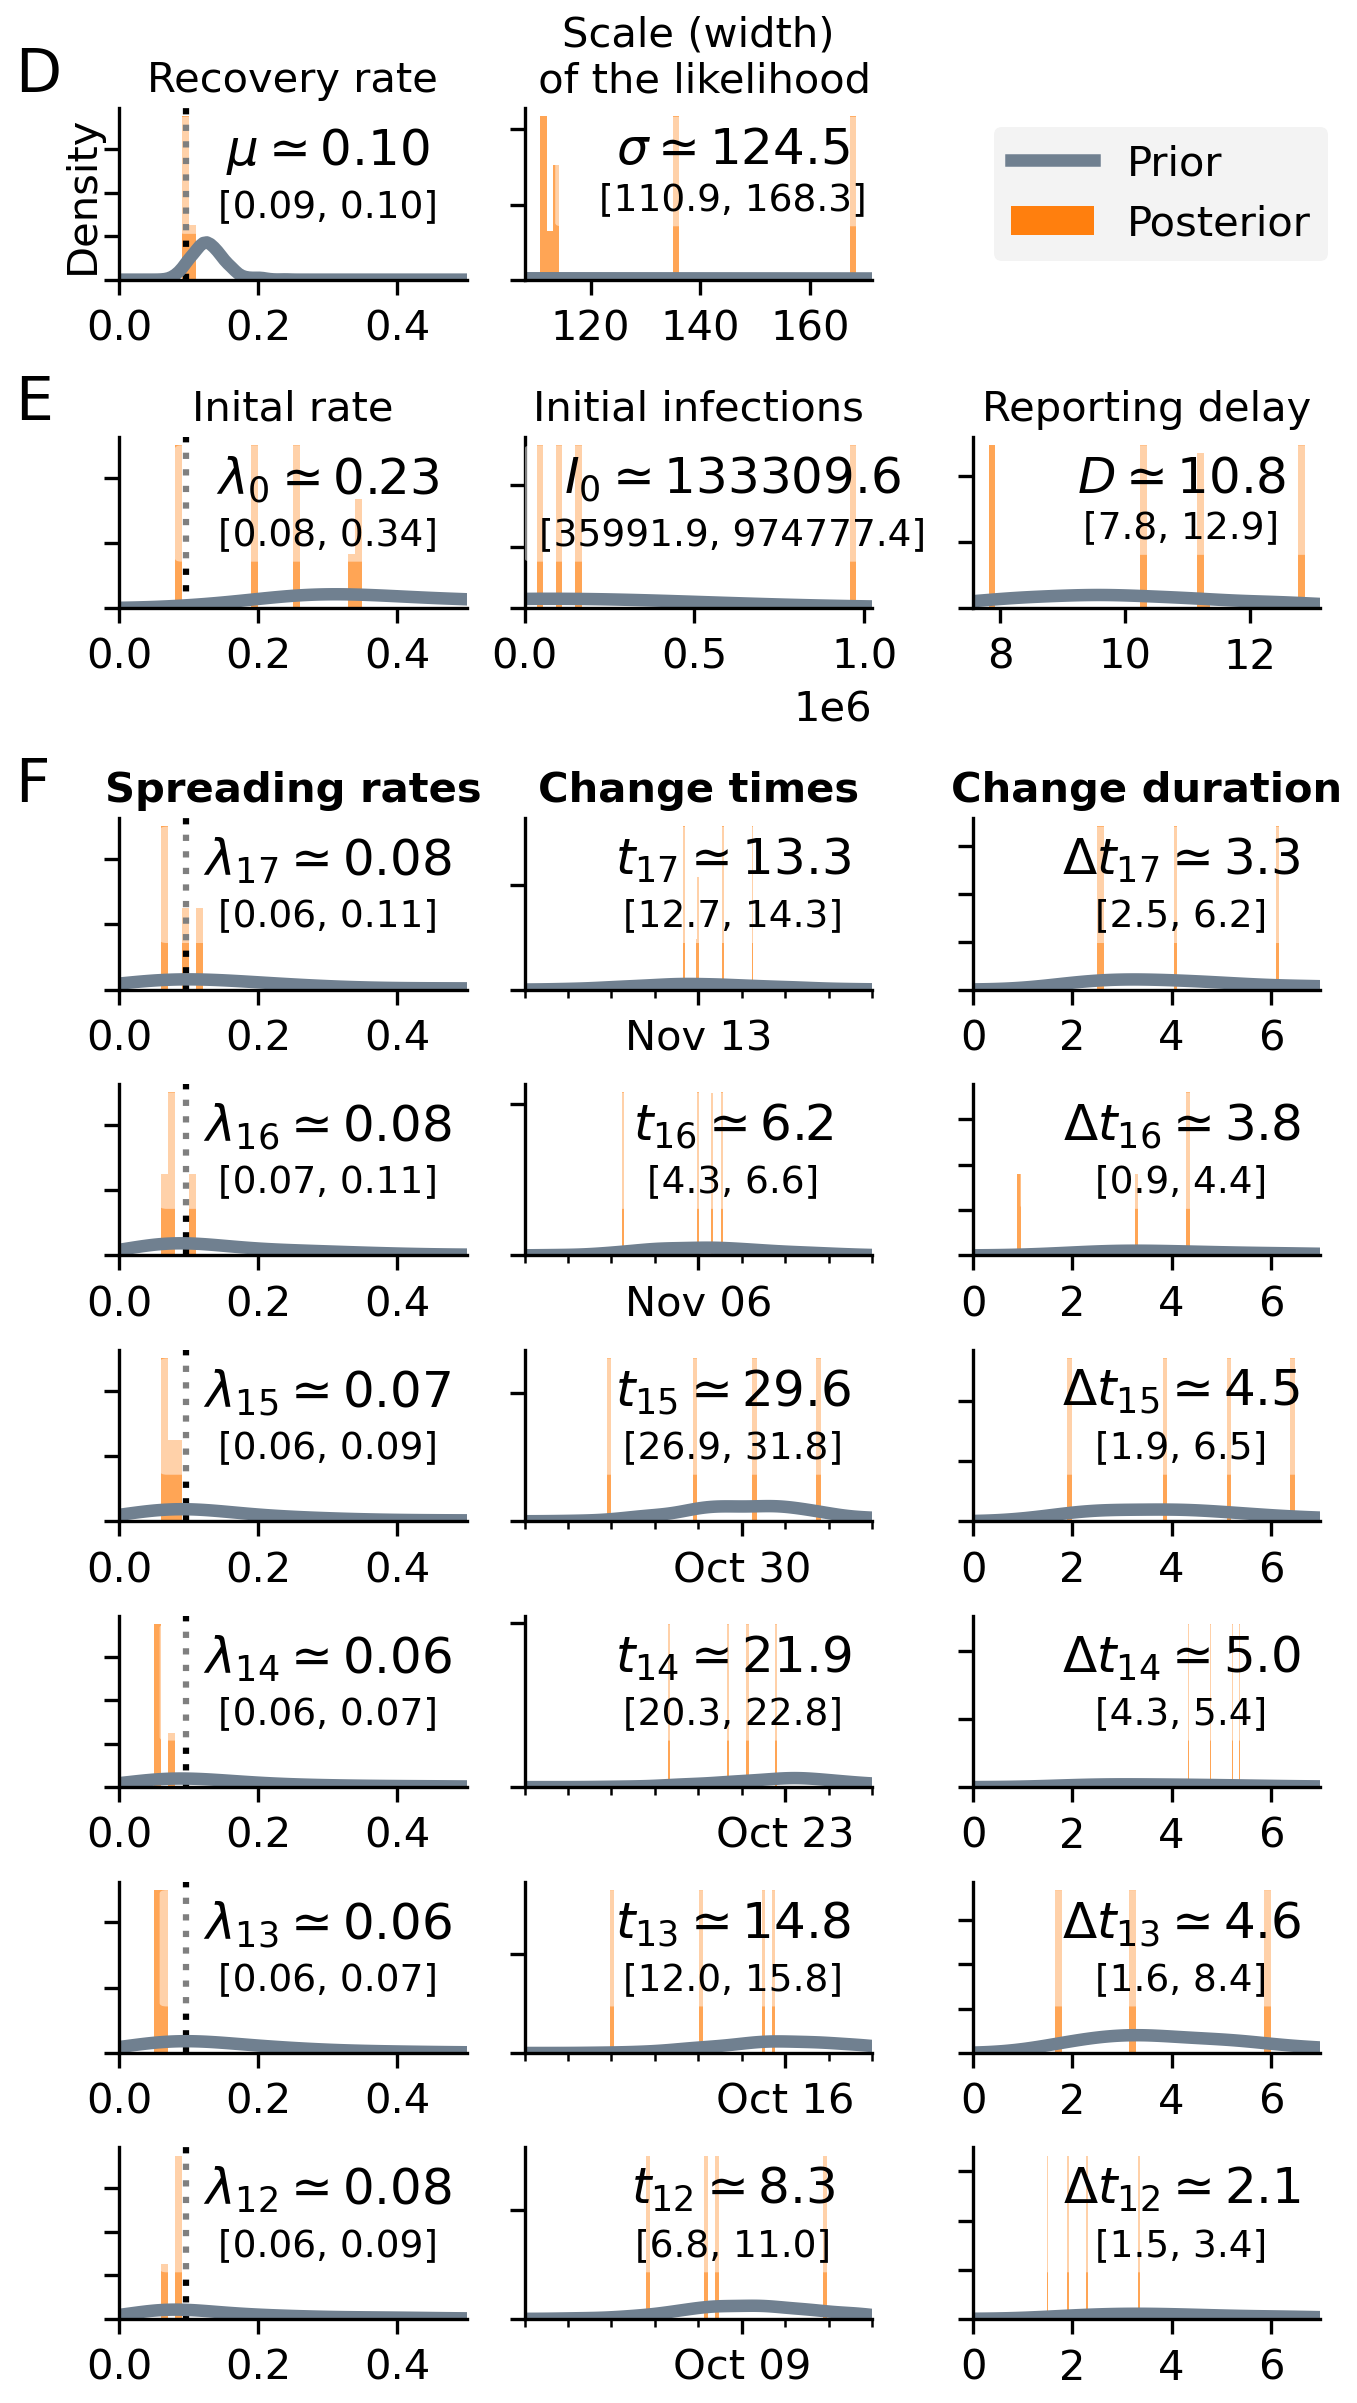 D
Recovery rate
Density
μ ≃ 0.10
[0.09, 0.10]
0.0 0.2 0.4
Scale (width)
of the likelihood
σ ≃ 124.5
[110.9, 168.3]
120 140 160
Prior
Posterior
E
Inital rate
λ0 ≃ 0.23
[0.08, 0.34]
0.0 0.2 0.4
Initial infections
I0 ≃ 133309.6
[35991.9, 974777.4]
0.0 0.5 1.0
1e6
Reporting delay
D ≃ 10.8
[7.8, 12.9]
8 10 12
F
Spreading rates
Change times
Change duration
λ17 ≃ 0.08
[0.06, 0.11]
0.0 0.2 0.4
t17 ≃ 13.3
[12.7, 14.3]
Nov 13
Δt17 ≃ 3.3
[2.5, 6.2]
0 2 4 6
λ16 ≃ 0.08
[0.07, 0.11]
0.0 0.2 0.4
t16 ≃ 6.2
[4.3, 6.6]
Nov 06
Δt16 ≃ 3.8
[0.9, 4.4]
0 2 4 6
λ15 ≃ 0.07
[0.06, 0.09]
0.0 0.2 0.4
t15 ≃ 29.6
[26.9, 31.8]
Oct 30
Δt15 ≃ 4.5
[1.9, 6.5]
0 2 4 6
λ14 ≃ 0.06
[0.06, 0.07]
0.0 0.2 0.4
t14 ≃ 21.9
[20.3, 22.8]
Oct 23
Δt14 ≃ 5.0
[4.3, 5.4]
0 2 4 6
λ13 ≃ 0.06
[0.06, 0.07]
0.0 0.2 0.4
t13 ≃ 14.8
[12.0, 15.8]
Oct 16
Δt13 ≃ 4.6
[1.6, 8.4]
0 2 4 6
λ12 ≃ 0.08
[0.06, 0.09]
0.0 0.2 0.4
t12 ≃ 8.3
[6.8, 11.0]
Oct 09
Δt12 ≃ 2.1
[1.5, 3.4]
0 2 4 6